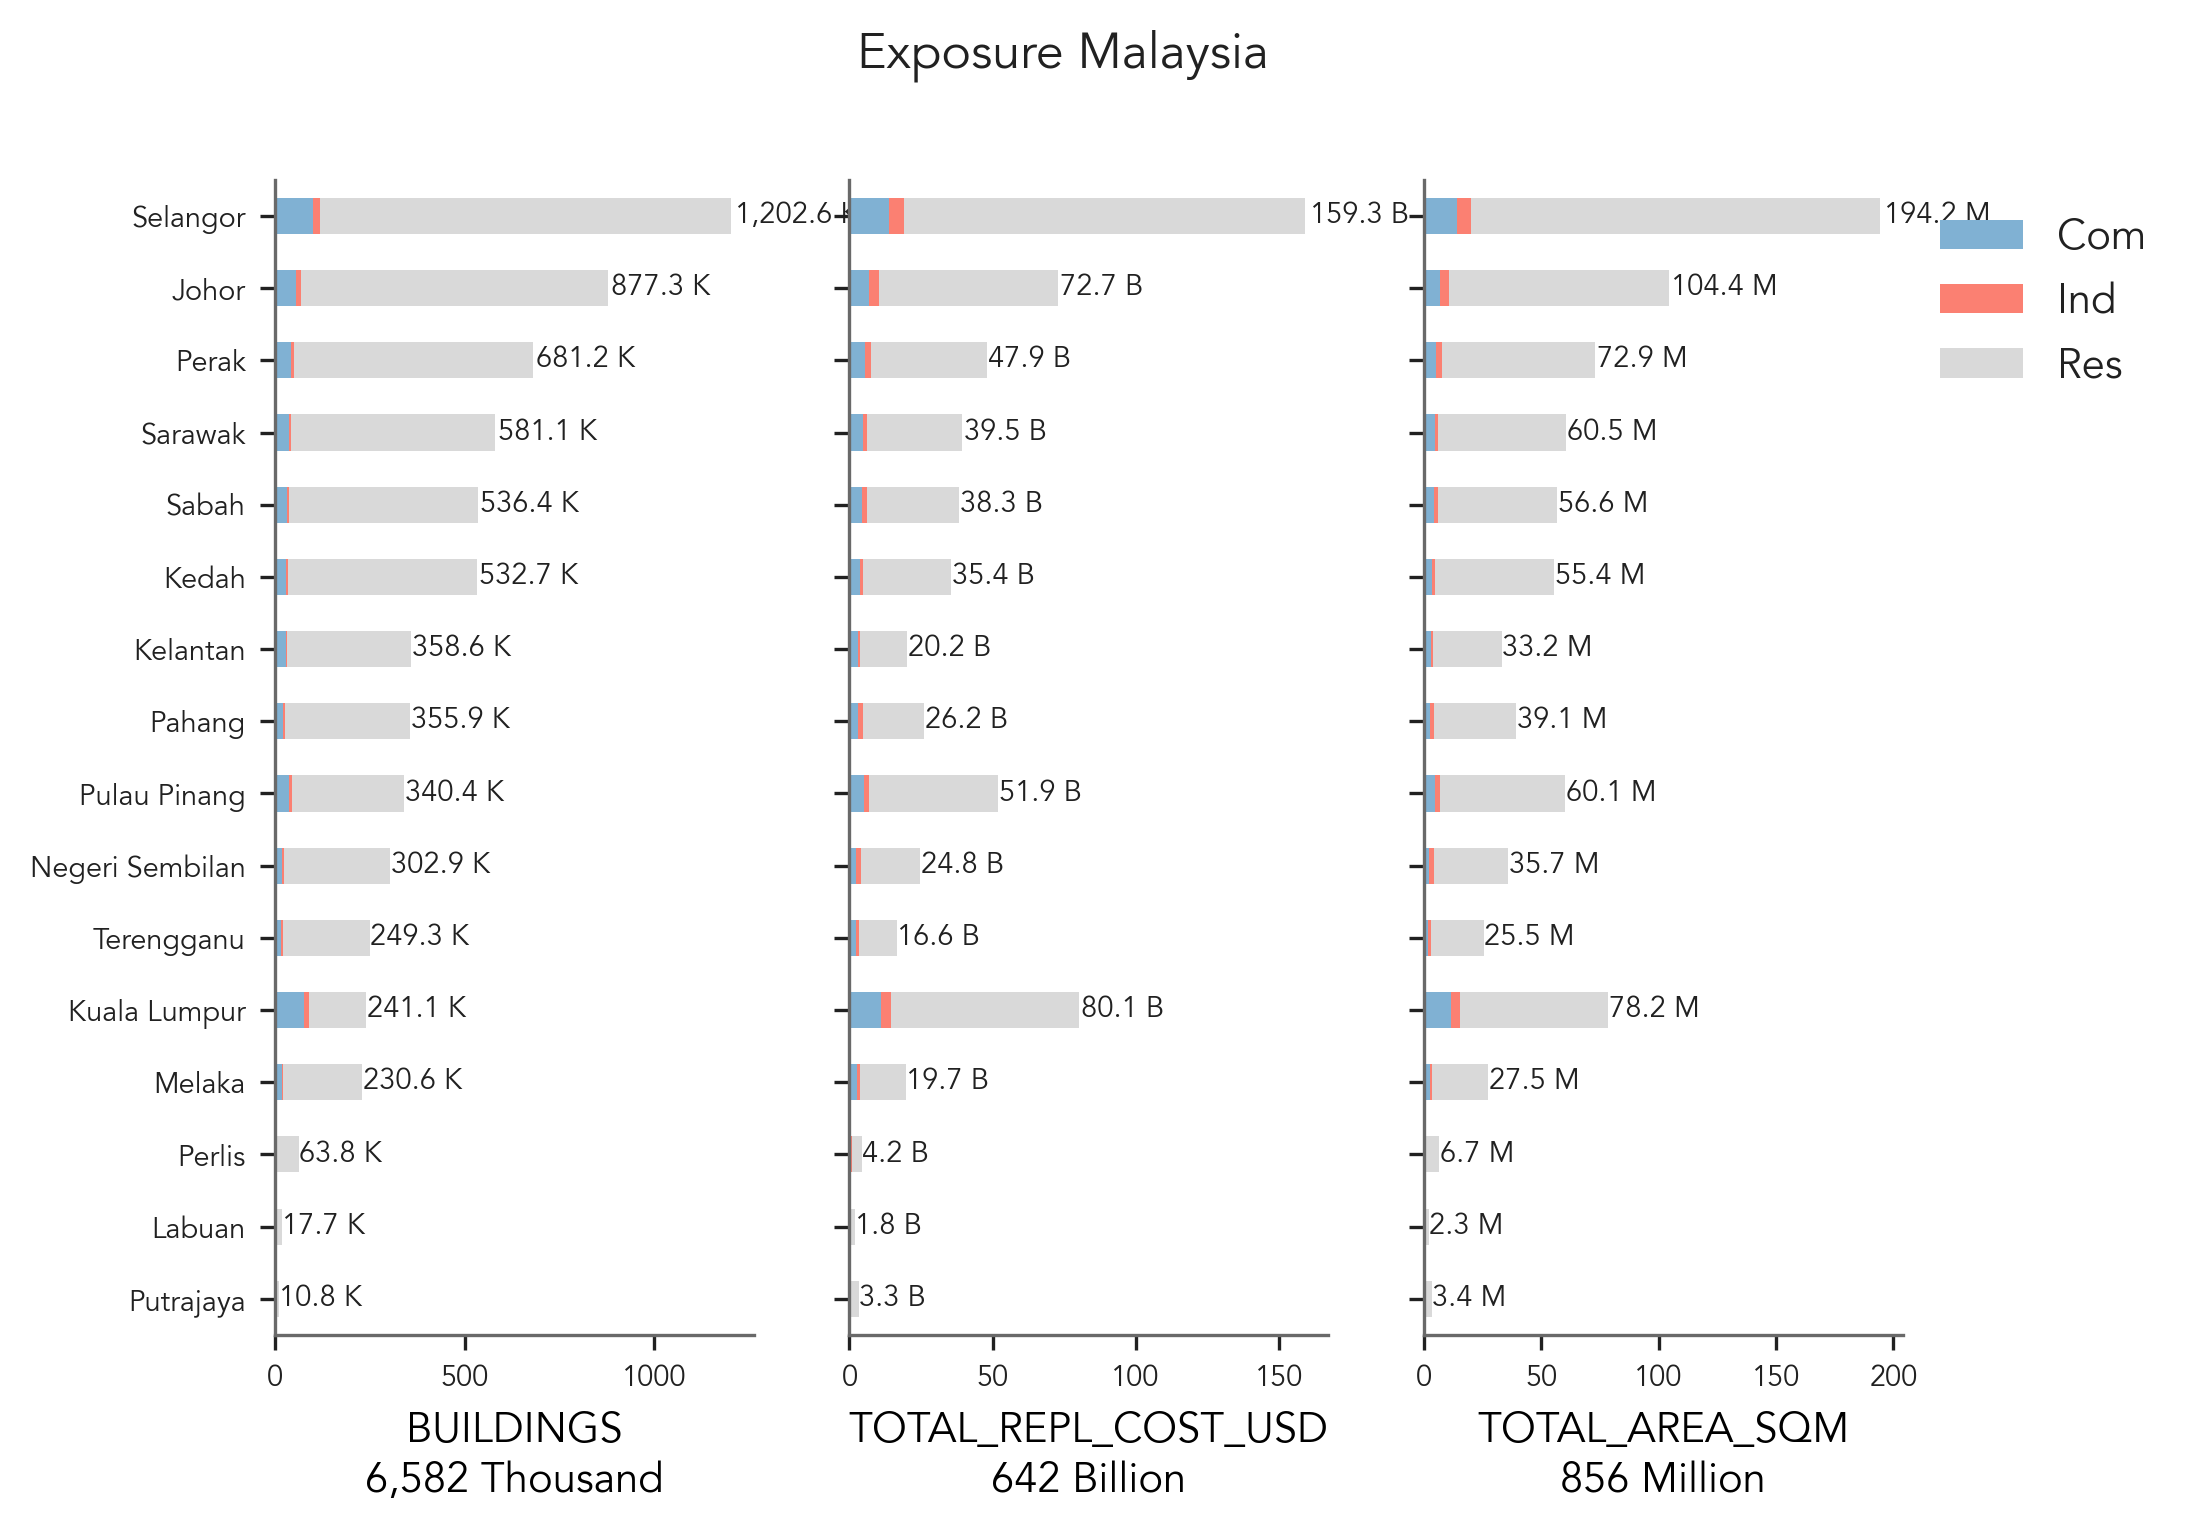 Exposure Malaysia
Selangor 1,202.6 K 159.3 B 194.2 M
Johor 877.3 K 72.7 B 104.4 M
Perak 681.2 K 47.9 B 72.9 M
Sarawak 581.1 K 39.5 B 60.5 M
Sabah 536.4 K 38.3 B 56.6 M
Kedah 532.7 K 35.4 B 55.4 M
Kelantan 358.6 K 20.2 B 33.2 M
Pahang 355.9 K 26.2 B 39.1 M
Pulau Pinang 340.4 K 51.9 B 60.1 M
Negeri Sembilan 302.9 K 24.8 B 35.7 M
Terengganu 249.3 K 16.6 B 25.5 M
Kuala Lumpur 241.1 K 80.1 B 78.2 M
Melaka 230.6 K 19.7 B 27.5 M
Perlis 63.8 K 4.2 B 6.7 M
Labuan 17.7 K 1.8 B 2.3 M
Putrajaya 10.8 K 3.3 B 3.4 M
0 500 1000 0 50 100 150 0 50 100 150 200
BUILDINGS
6,582 Thousand
TOTAL_REPL_COST_USD
642 Billion
TOTAL_AREA_SQM
856 Million
Com
Ind
Res